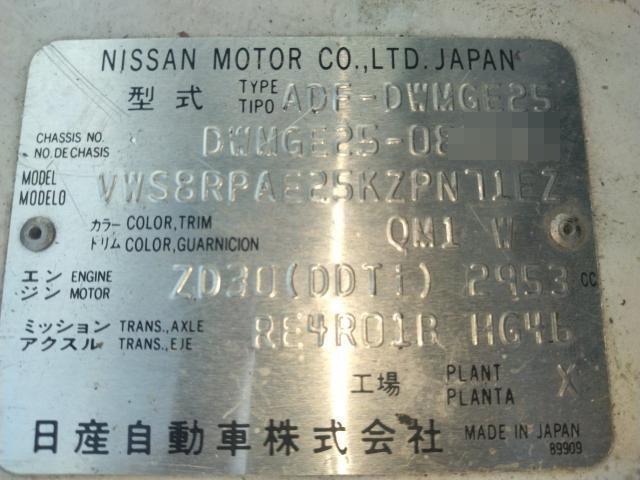 NISSAN MOTOR CO.,LTD. JAPAN
型式 TYPE TIPO ADF-DWMGE25
CHASSIS NO. NO. DE CHASIS DWMGE25-08
MODEL MODELO VWS8RPAE25KZPN71EZ
カラー COLOR,TRIM
トリム COLOR,GUARNICION QM1 W
エンジン ENGINE MOTOR ZD30(DDTi) 2953 CC
ミッション TRANS.,AXLE
アクスル TRANS.,EJE RE4R01B HG46
工場 PLANT PLANTA X
日産自動車株式会社 MADE IN JAPAN
89909